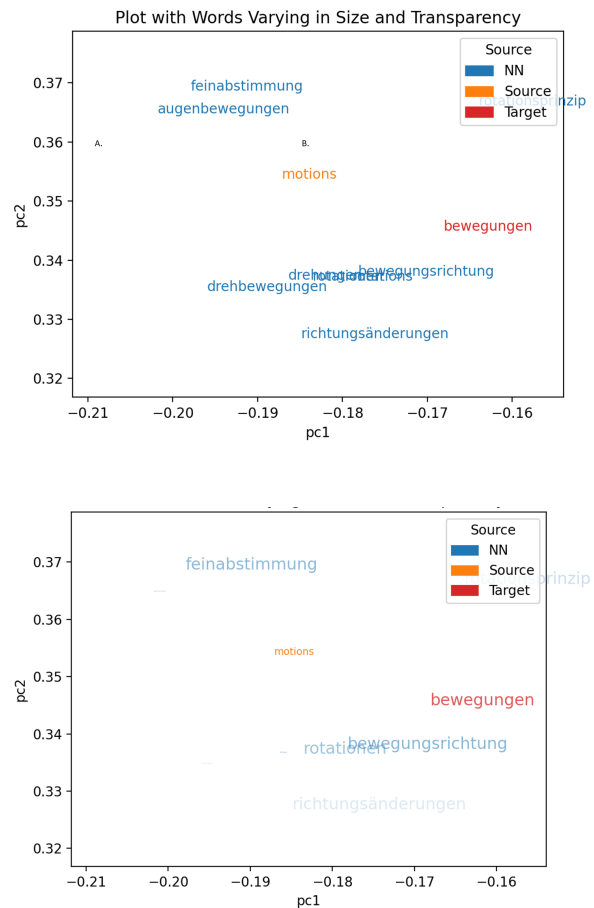 Plot with Words Varying in Size and Transparency
Source
NN
Source
Target
feinabstimmung
rotationsprinzip
augenbewegungen
A.
B.
motions
bewegungen
drehungen
rotationen
rotations
bewegungsrichtung
drehbewegungen
richtungsänderungen
0.37
0.36
0.35
0.34
0.33
0.32
pc2
−0.21 −0.20 −0.19 −0.18 −0.17 −0.16
pc1
Source
NN
Source
Target
feinabstimmung
motions
bewegungen
rotationen
bewegungsrichtung
richtungsänderungen
0.37
0.36
0.35
0.34
0.33
0.32
pc2
−0.21 −0.20 −0.19 −0.18 −0.17 −0.16
pc1